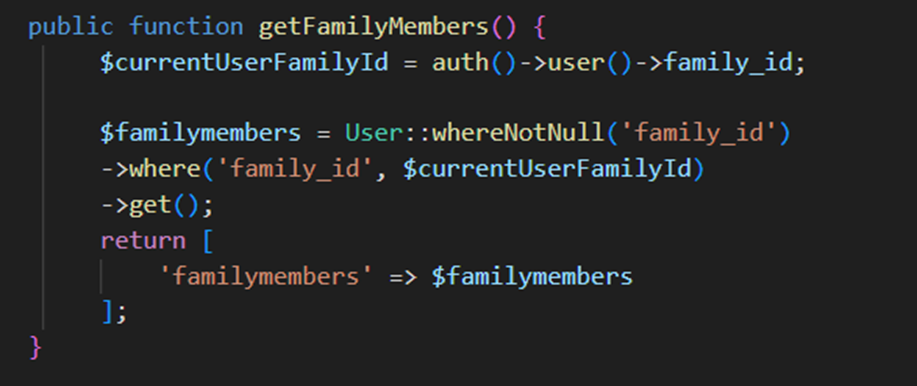 public function getFamilyMembers() {
$currentUserFamilyId = auth()->user()->family_id;
$familymembers = User::whereNotNull('family_id')
->where('family_id', $currentUserFamilyId)
->get();
return [
'familymembers' => $familymembers
];
}